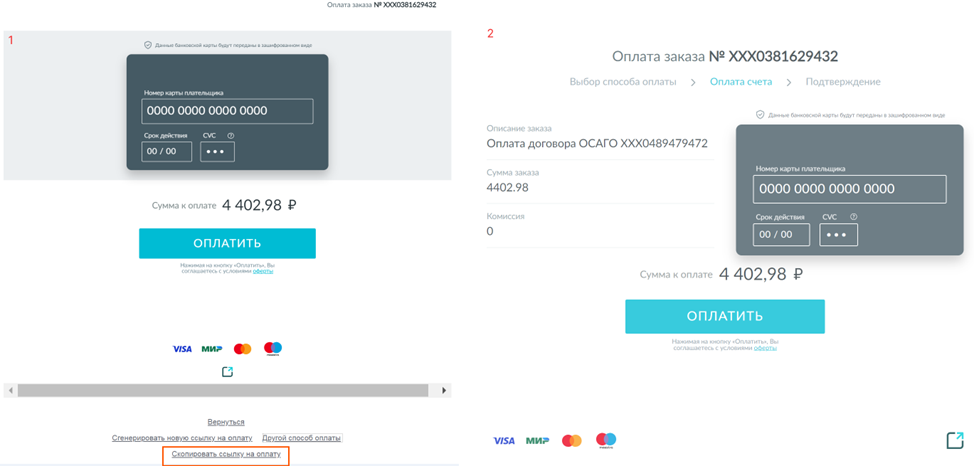 Оплата заказа № XXX0381629432
1
Данные банковской карты будут переданы в зашифрованном виде
Номер карты плательщика
0000 0000 0000 0000
Срок действия CVC ?
00 / 00 •••
Сумма к оплате 4 402,98 ₽
ОПЛАТИТЬ
Нажимая на кнопку «Оплатить», Вы
соглашаетесь с условиями оферты
VISA МИР
Вернуться
Сгенерировать новую ссылку на оплату Другой способ оплаты
Скопировать ссылку на оплату
2
Оплата заказа № XXX0381629432
Выбор способа оплаты > Оплата счета > Подтверждение
Данные банковской карты будут переданы в зашифрованном виде
Описание заказа
Оплата договора ОСАГО XXX0489479472
Сумма заказа
4402.98
Комиссия
0
Номер карты плательщика
0000 0000 0000 0000
Срок действия CVC ?
00 / 00 •••
Сумма к оплате 4 402,98 ₽
ОПЛАТИТЬ
Нажимая на кнопку «Оплатить», Вы
соглашаетесь с условиями оферты
VISA МИР